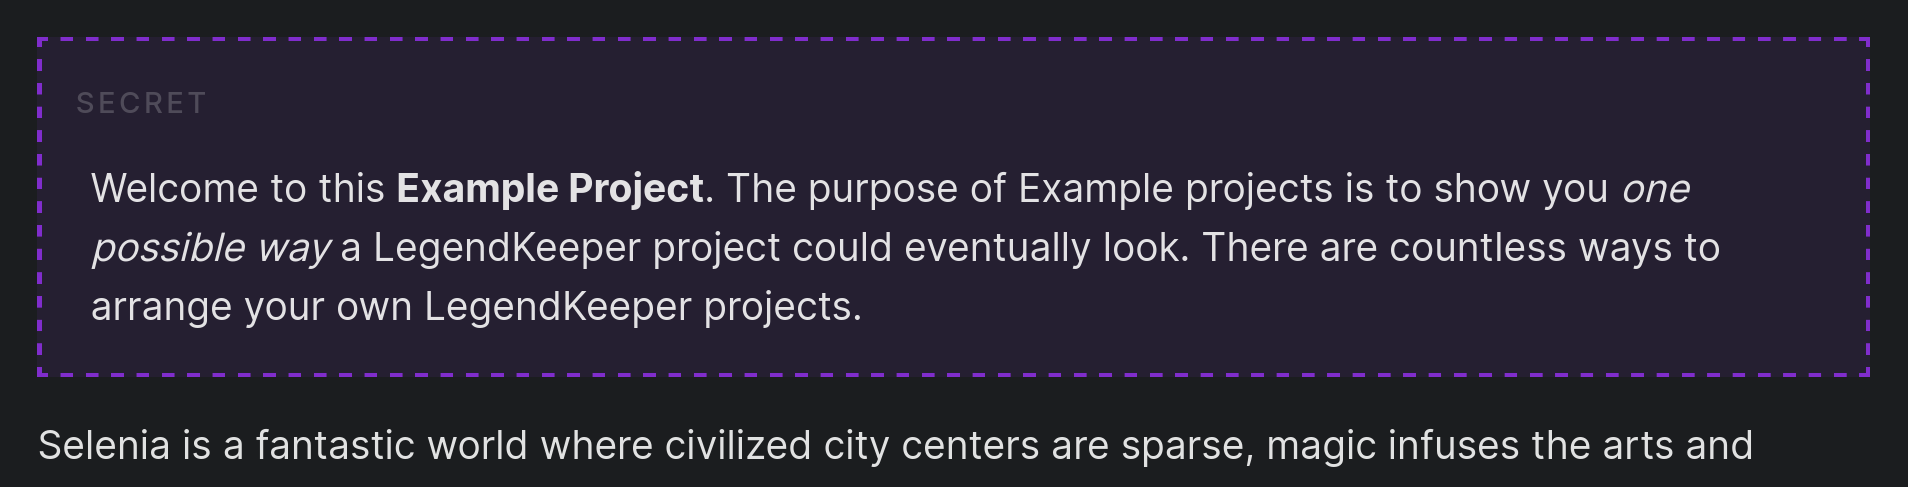 SECRET
Welcome to this Example Project. The purpose of Example projects is to show you one
possible way a LegendKeeper project could eventually look. There are countless ways to
arrange your own LegendKeeper projects.
Selenia is a fantastic world where civilized city centers are sparse, magic infuses the arts and